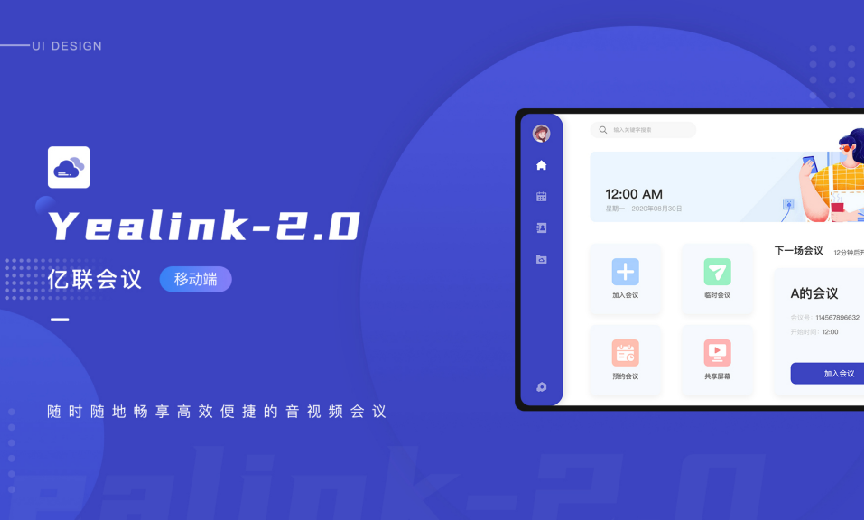 UI DESIGN
Yealink-2.0
亿联会议
移动端
随时随地畅享高效便捷的音视频会议
输入关键字搜索
12:00 AM
星期一 2020年08月30日
加入会议
临时会议
预约会议
共享屏幕
下一场会议
12分钟后开
A的会议
会议号：114567896632
开始时间：12:00
加入会议
Yealink-2.0